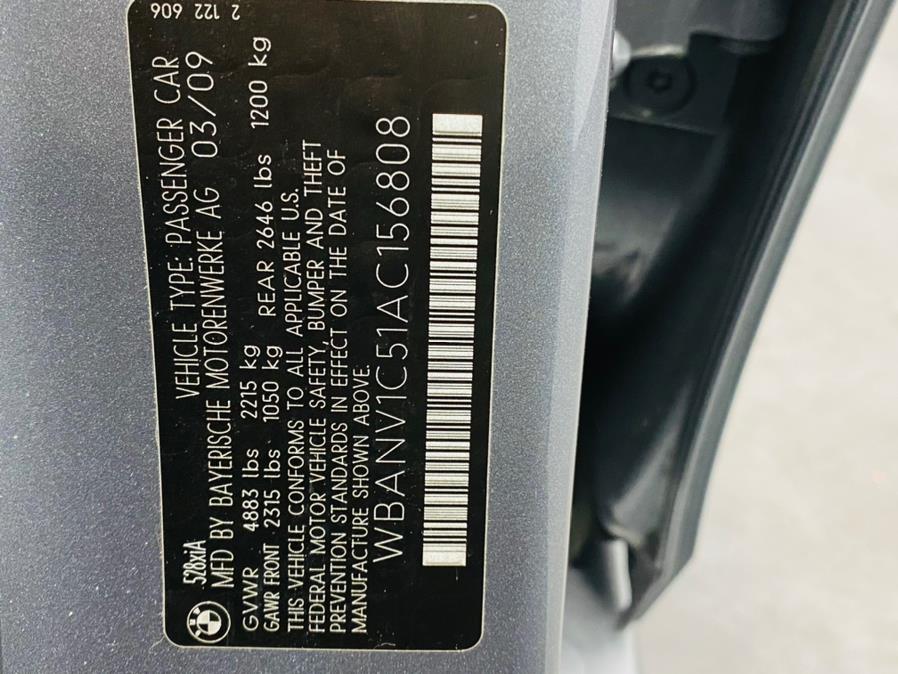 528xiA VEHICLE TYPE: PASSENGER CAR
MFD BY BAYERISCHE MOTORENWERKE AG 03/09
GVWR 4883 lbs 2215 kg
GAWR FRONT 2315 lbs 1050 kg REAR 2646 lbs 1200 kg
THIS VEHICLE CONFORMS TO ALL APPLICABLE U.S.
FEDERAL MOTOR VEHICLE SAFETY, BUMPER AND THEFT
PREVENTION STANDARDS IN EFFECT ON THE DATE OF
MANUFACTURE SHOWN ABOVE.
WBANV1C51AC156808
2 122 606
BMW